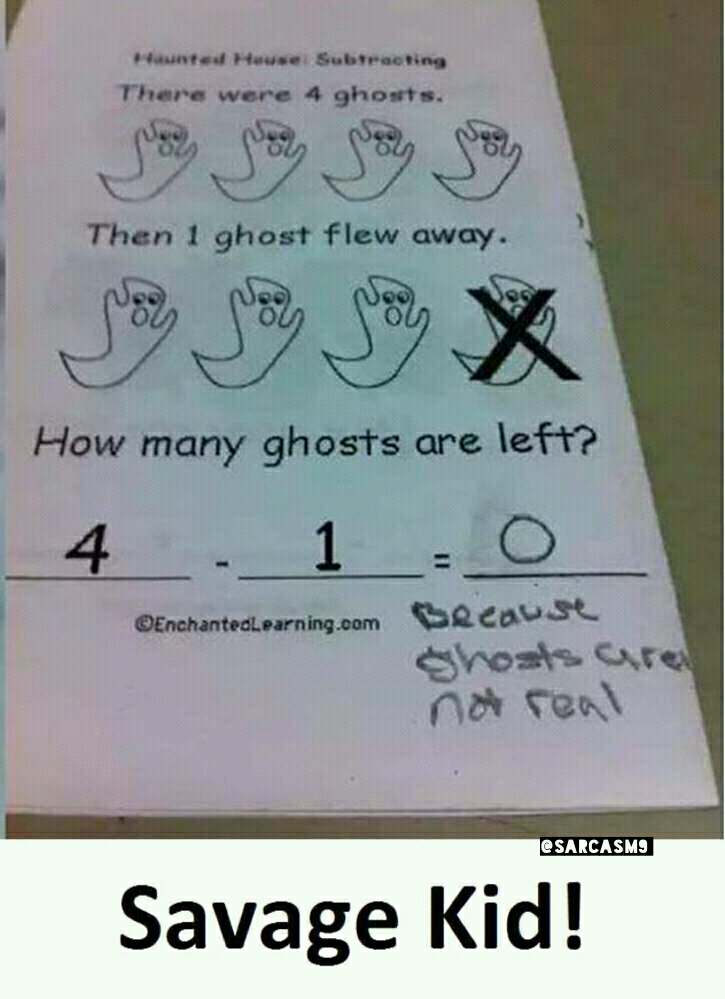 Haunted House: Subtracting
There were 4 ghosts.
Then 1 ghost flew away.
How many ghosts are left?
4 - 1 = 0
©EnchantedLearning.com
Because
ghosts are
not real
@SARCASM9
Savage Kid!